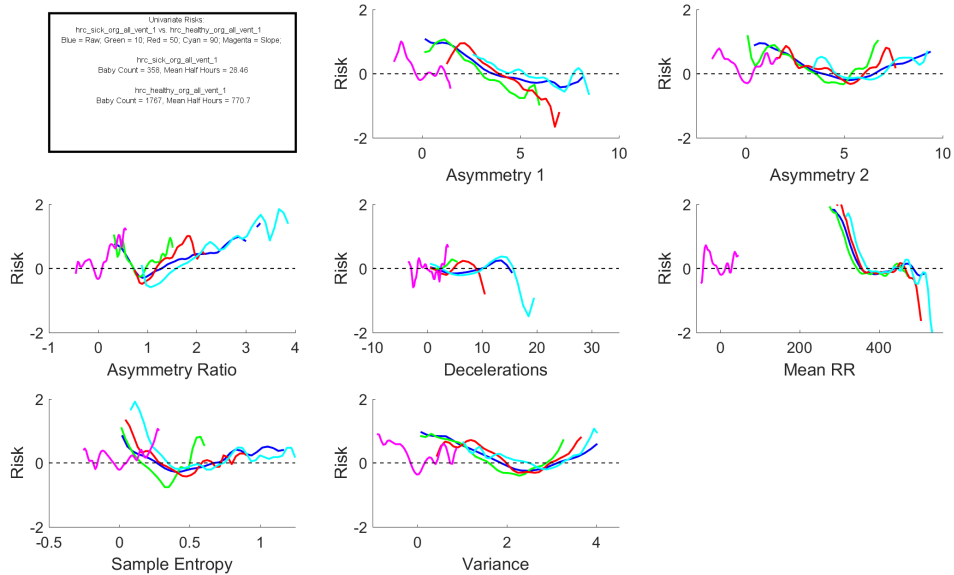 Univariate Risks:
hrc_sick_org_all_vent_1 vs. hrc_healthy_org_all_vent_1
Blue = Raw; Green = 10; Red = 50; Cyan = 90; Magenta = Slope;
hrc_sick_org_all_vent_1
Baby Count = 358, Mean Half Hours = 28.46
hrc_healthy_org_all_vent_1
Baby Count = 1767, Mean Half Hours = 770.7
2
Risk
0
-2
0 5 10
Asymmetry 1
2
Risk
0
-2
0 5 10
Asymmetry 2
2
Risk
0
-2
-1 0 1 2 3 4
Asymmetry Ratio
2
Risk
0
-2
-10 0 10 20 30
Decelerations
2
Risk
0
-2
0 200 400
Mean RR
2
Risk
0
-2
-0.5 0 0.5 1
Sample Entropy
2
Risk
0
-2
0 2 4
Variance